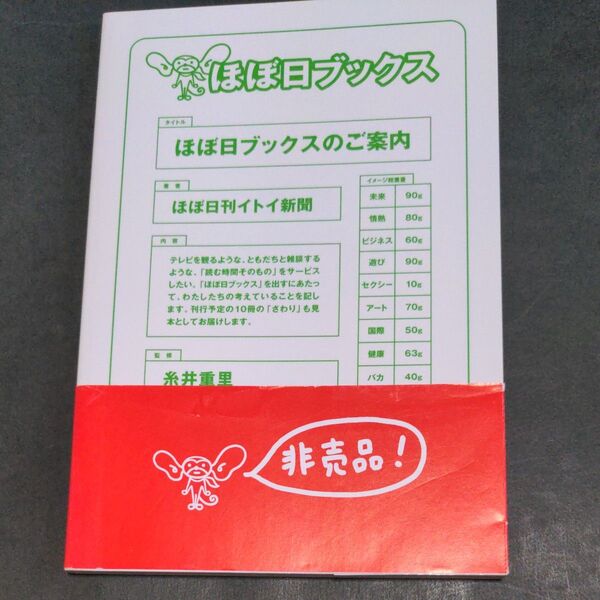 ほぼ日ブックス
タイトル
ほぼ日ブックスのご案内
著者
ほぼ日刊イトイ新聞
内容
テレビを観るような、ともだちと雑談する
ような、「読む時間そのもの」をサービス
したい。「ほぼ日ブックス」を出すにあたっ
て、わたしたちの考えていることを記しま
す。刊行予定の10冊の「さわり」も見
本としてお届けします。
監修
糸井重里
イメージ総重量
未来 90g
情熱 80g
ビジネス 60g
遊び 90g
セクシー 10g
アート 70g
国際 50g
健康 63g
バカ 40g
非売品!